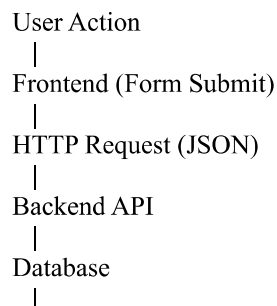 User Action
Frontend (Form Submit)
HTTP Request (JSON)
Backend API
Database